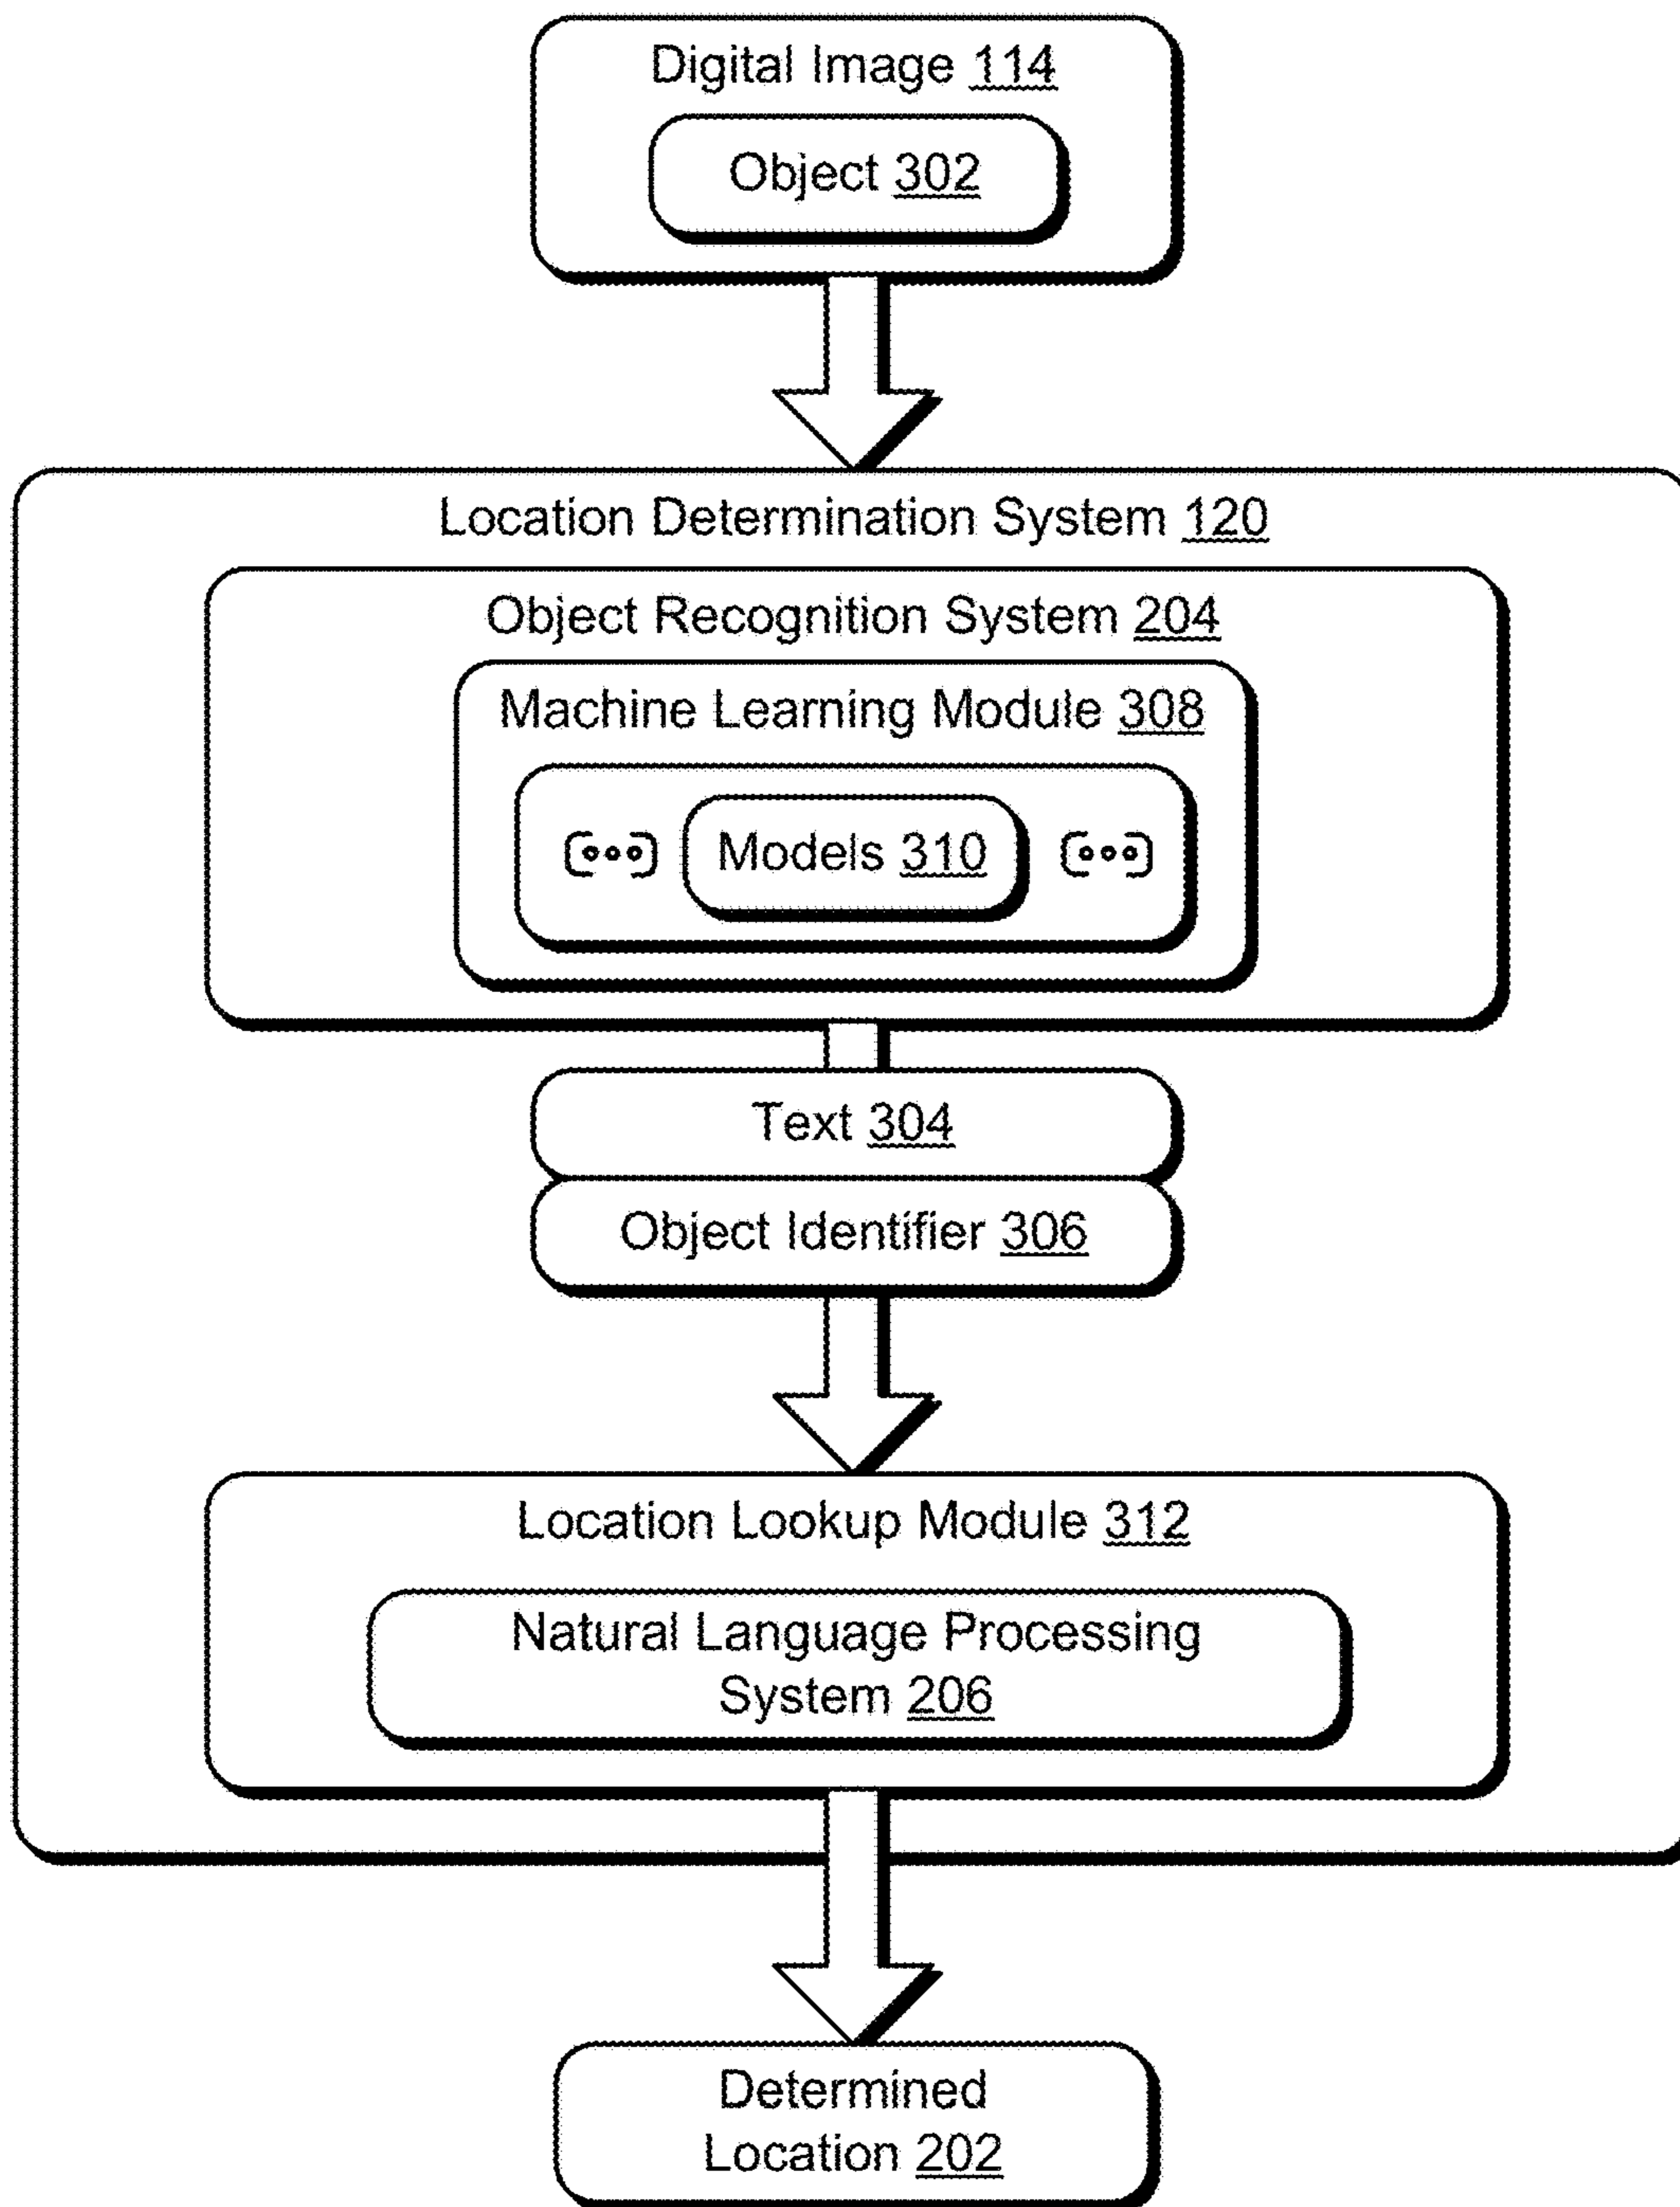 Digital Image 114
Object 302
Location Determination System 120
Object Recognition System 204
Machine Learning Module 308
Models 310
Text 304
Object Identifier 306
Location Lookup Module 312
Natural Language Processing
System 206
Determined
Location 202